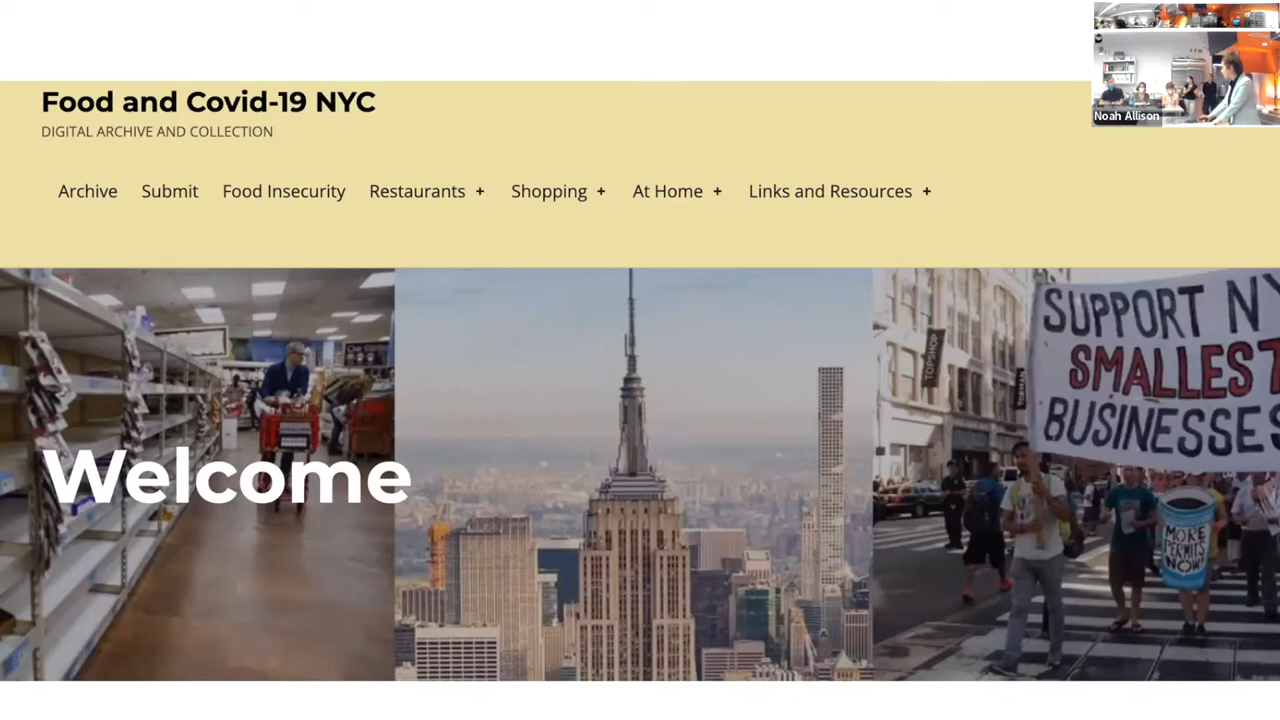 Food and Covid-19 NYC
DIGITAL ARCHIVE AND COLLECTION
Noah Allison
Archive Submit Food Insecurity Restaurants + Shopping + At Home + Links and Resources +
Welcome
TOPSHOP
SUPPORT NY
SMALLEST
BUSINESSES
MORE
PERMITS
NOW!